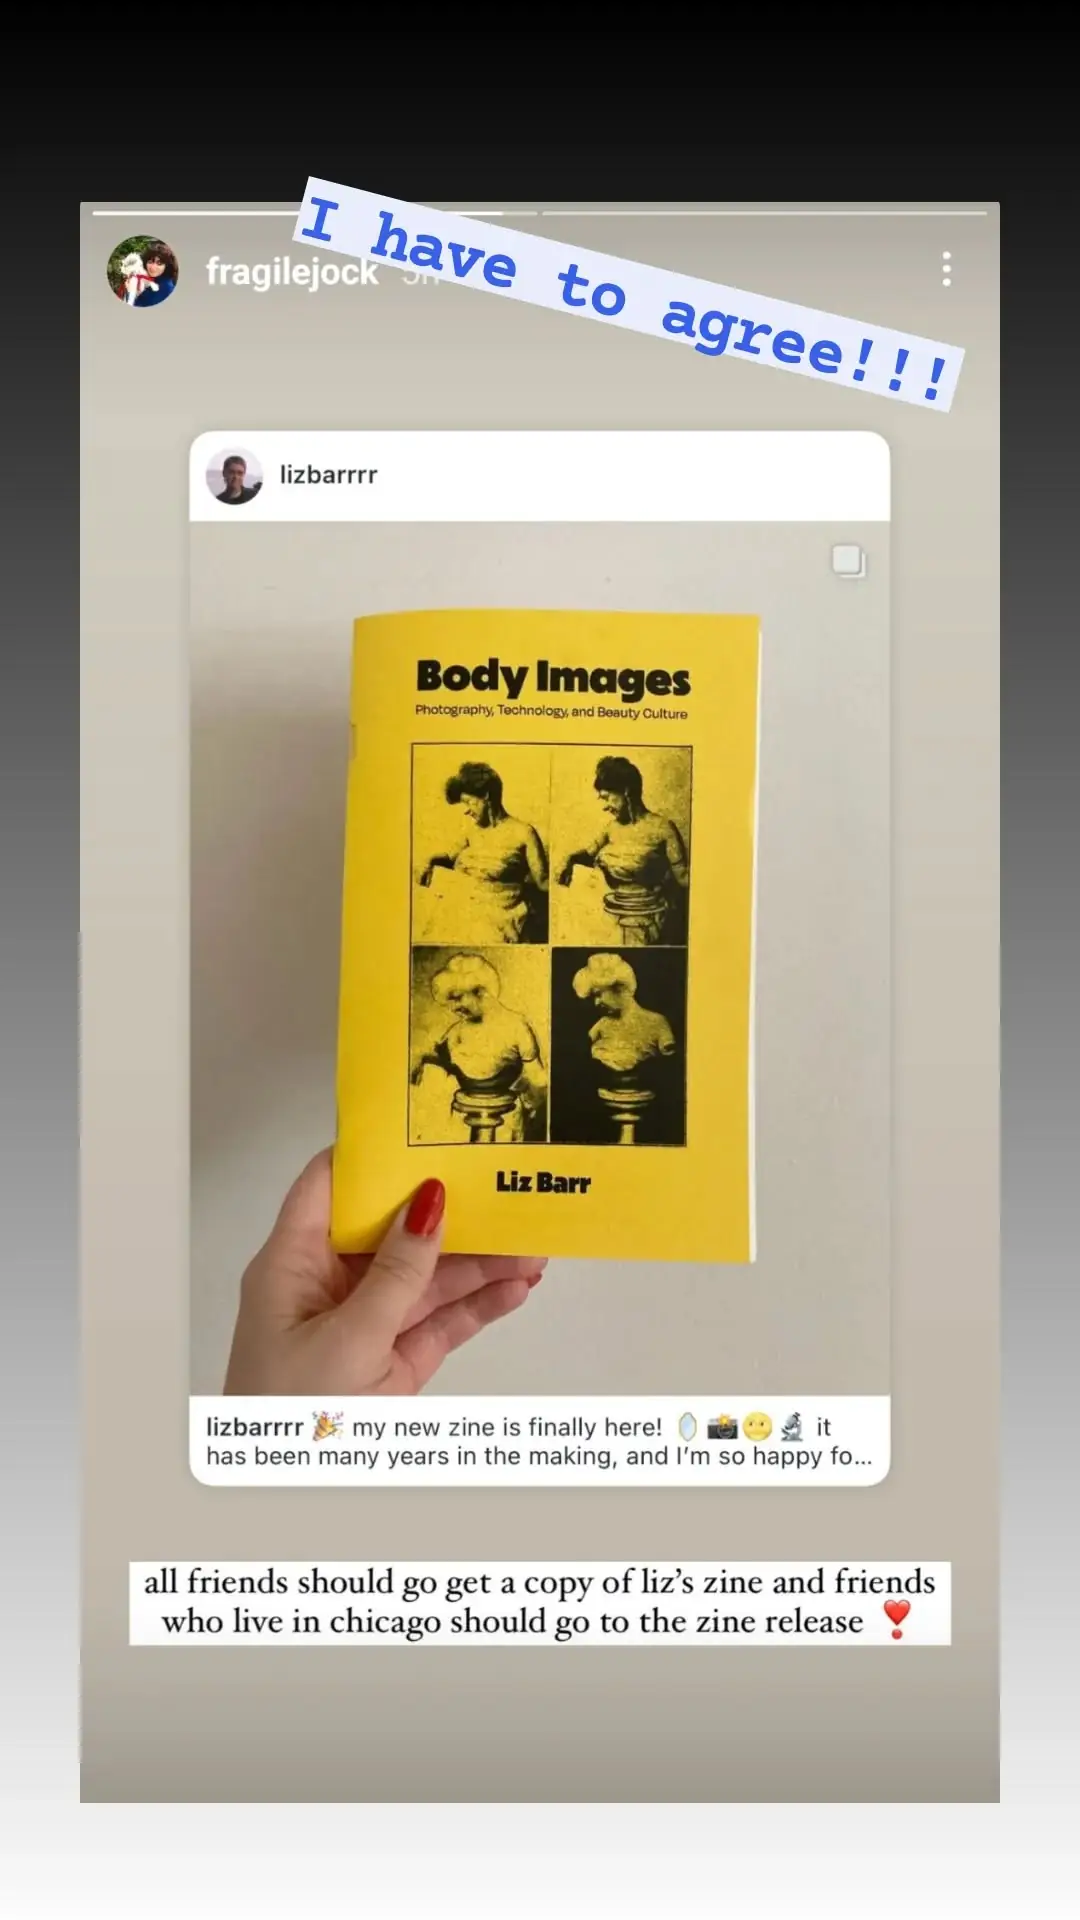 I have to agree!!!
fragilejock
lizbarrrr
Body Images
Photography, Technology, and Beauty Culture
Liz Barr
lizbarrrr 🎉 my new zine is finally here! 🪞📸🌝🔬 it
has been many years in the making, and I'm so happy fo...
all friends should go get a copy of liz's zine and friends
who live in chicago should go to the zine release ❣️